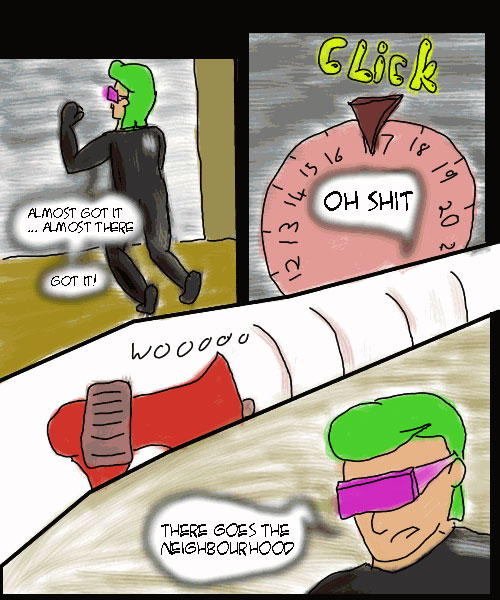 ALMOST GOT IT
... ALMOST THERE
GOT IT!
CLICK
12 13 14 15 16 17 18 19 20 2
OH SHIT
WOOOOO
THERE GOES THE
NEIGHBOURHOOD